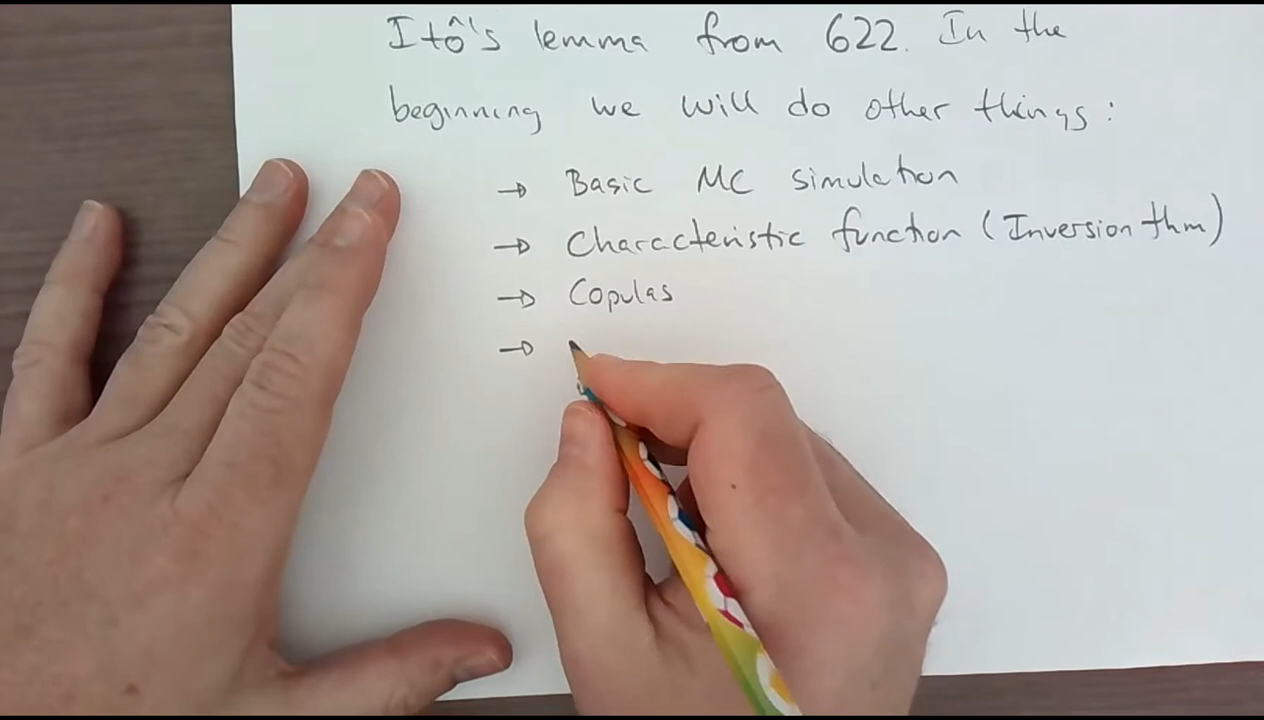 Itô's lemma from 622. In the
beginning we will do other things:
→ Basic MC simulation
→ Characteristic function (Inversion thm)
→ Copulas
→